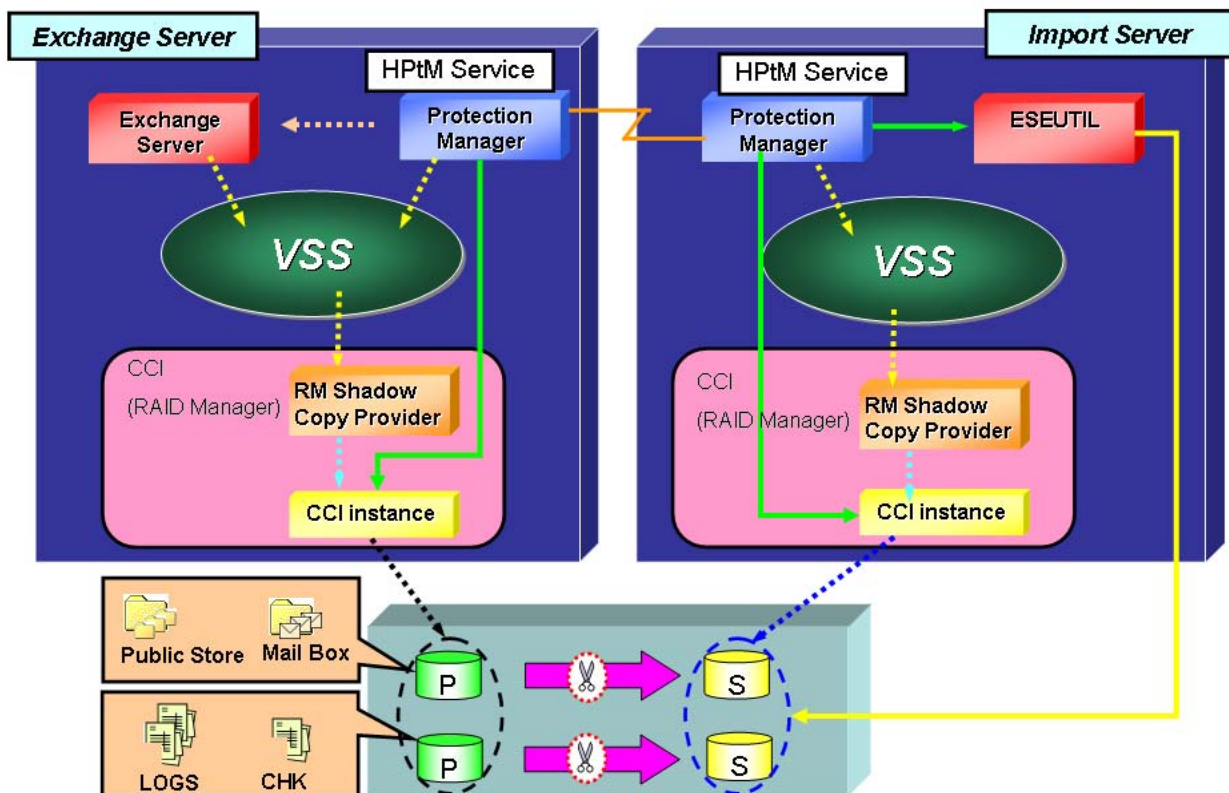 Exchange Server
Import Server
HPtM Service
HPtM Service
Exchange
Server
Protection
Manager
Protection
Manager
ESEUTIL
VSS
VSS
CCI
(RAID Manager)
RM Shadow
Copy Provider
CCI
(RAID Manager)
RM Shadow
Copy Provider
CCI instance
CCI instance
Public Store
Mail Box
P
S
LOGS
CHK
P
S